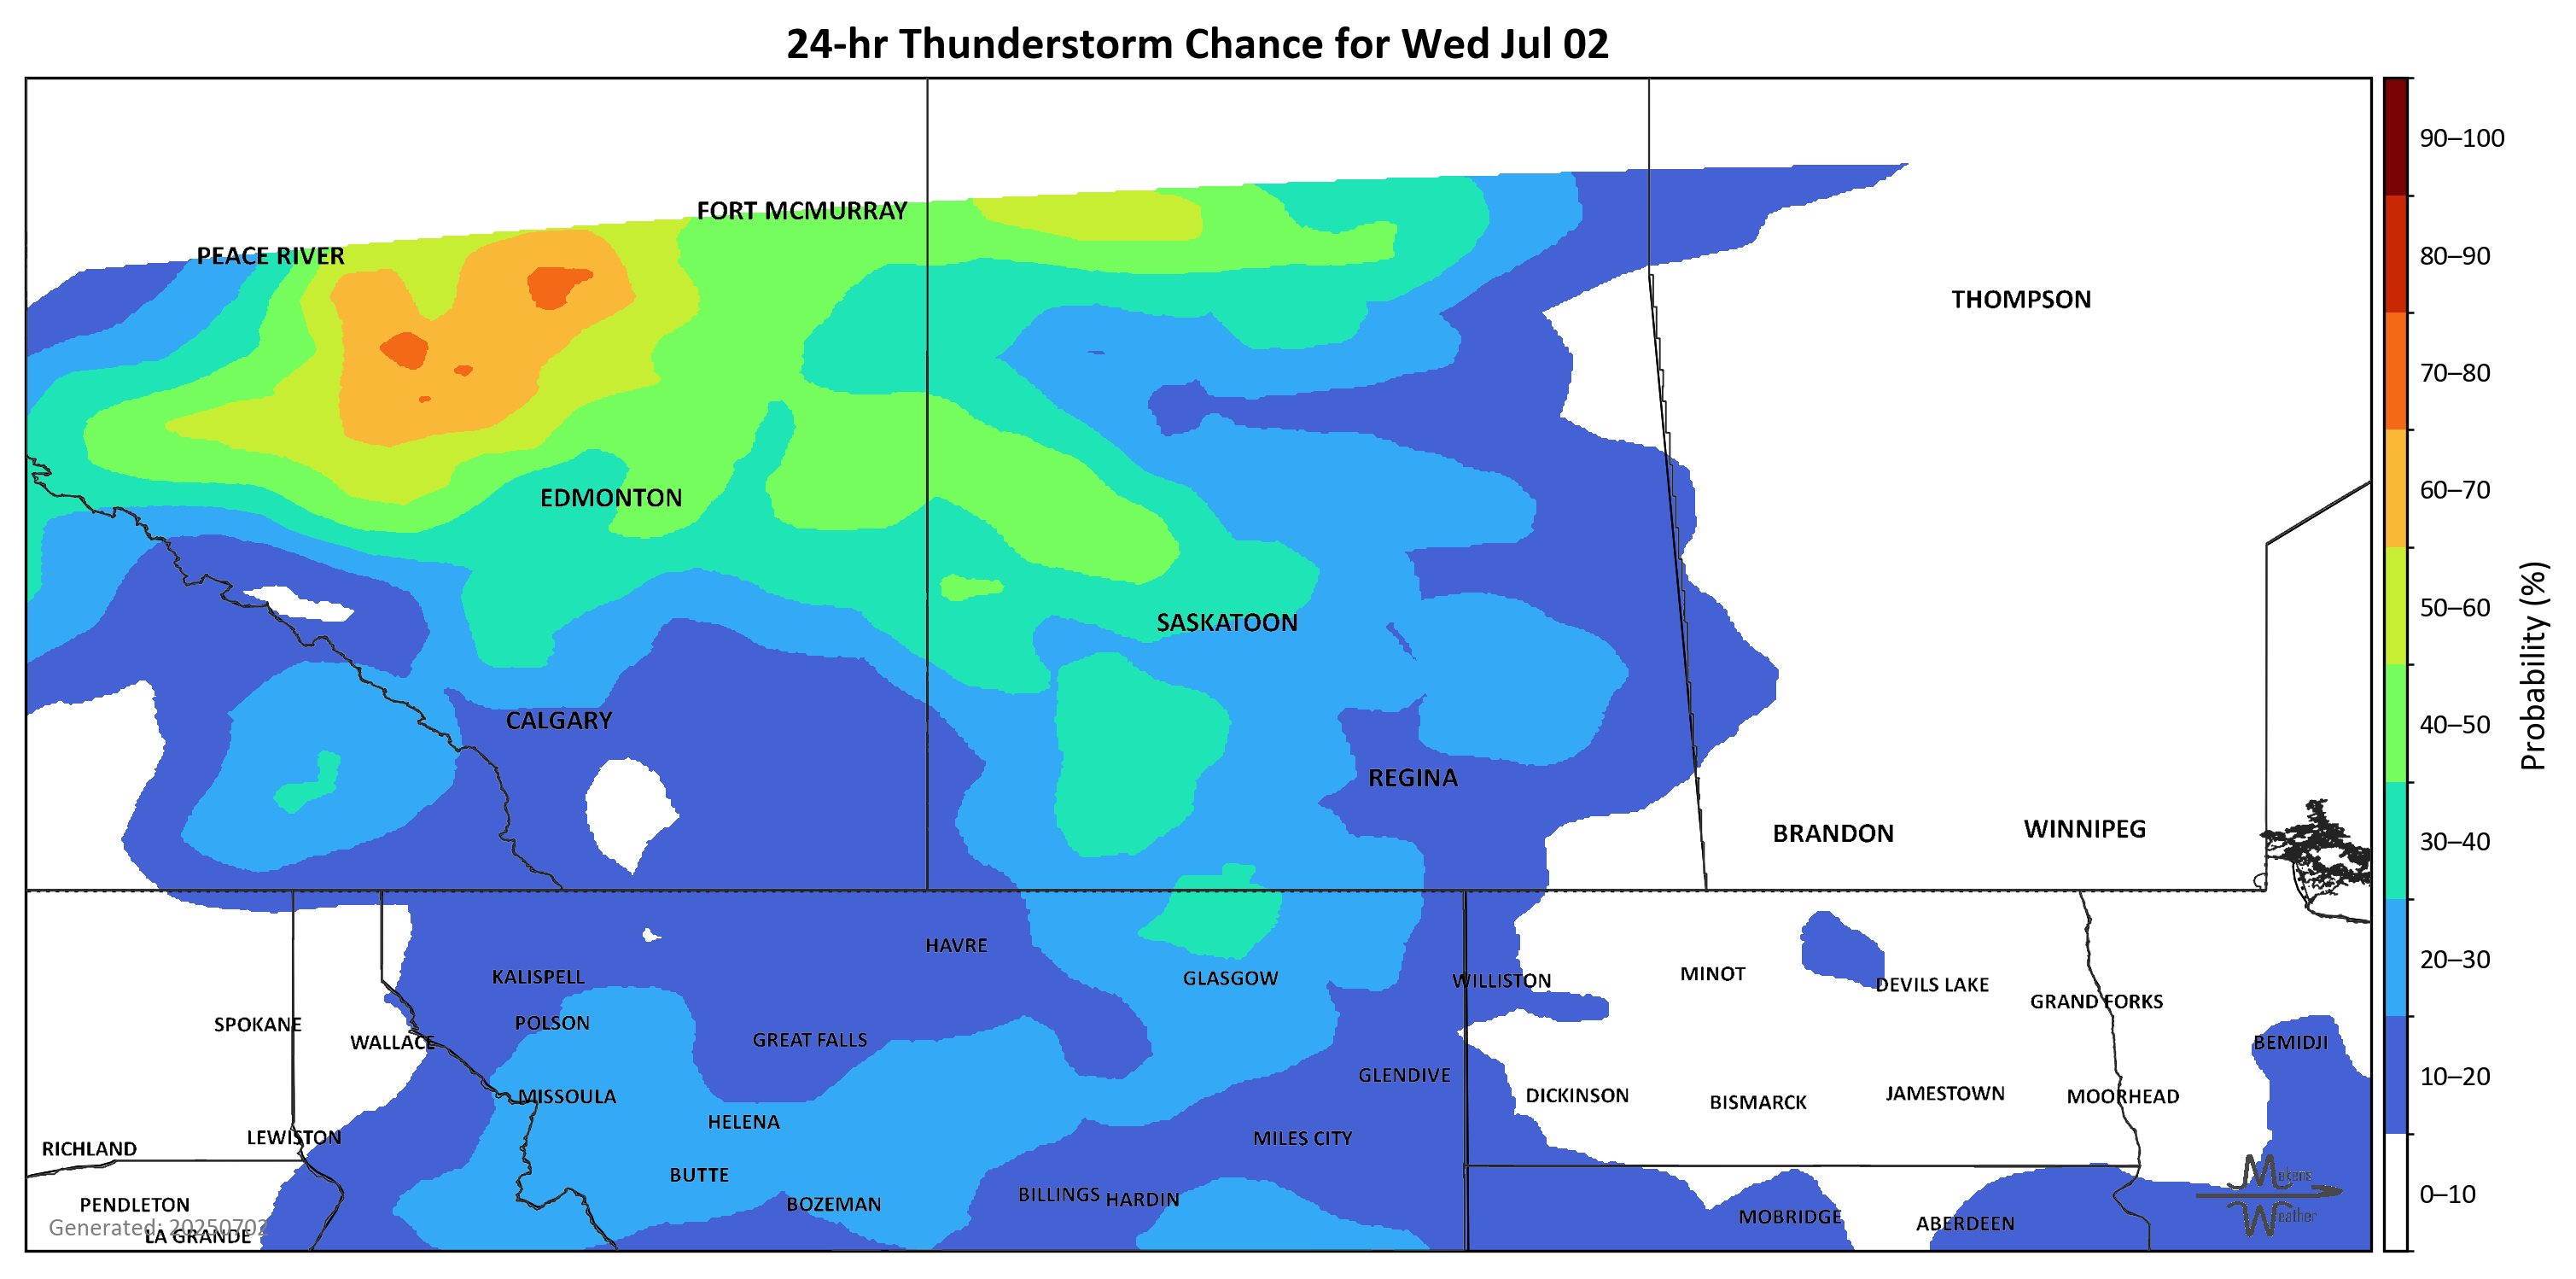 24-hr Thunderstorm Chance for Wed Jul 02
90–100
FORT MCMURRAY
PEACE RIVER
80–90
THOMPSON
70–80
60–70
EDMONTON
50–60
SASKATOON
Probability (%)
CALGARY
40–50
REGINA
WINNIPEG
BRANDON
30–40
HAVRE
20–30
KALISPELL
GLASGOW
WILLISTON
MINOT
DEVILS LAKE
GRAND FORKS
SPOKANE
POLSON
WALLACE
GREAT FALLS
BEMIDJI
GLENDIVE
10–20
MISSOULA
DICKINSON
BISMARCK
JAMESTOWN
MOORHEAD
HELENA
LEWISTON
MILES CITY
RICHLAND
BUTTE
Mekens
BILLINGS
HARDIN
0–10
PENDLETON
BOZEMAN
MOBRIDGE
Weather
ABERDEEN
Generated: 20250702
LA GRANDE